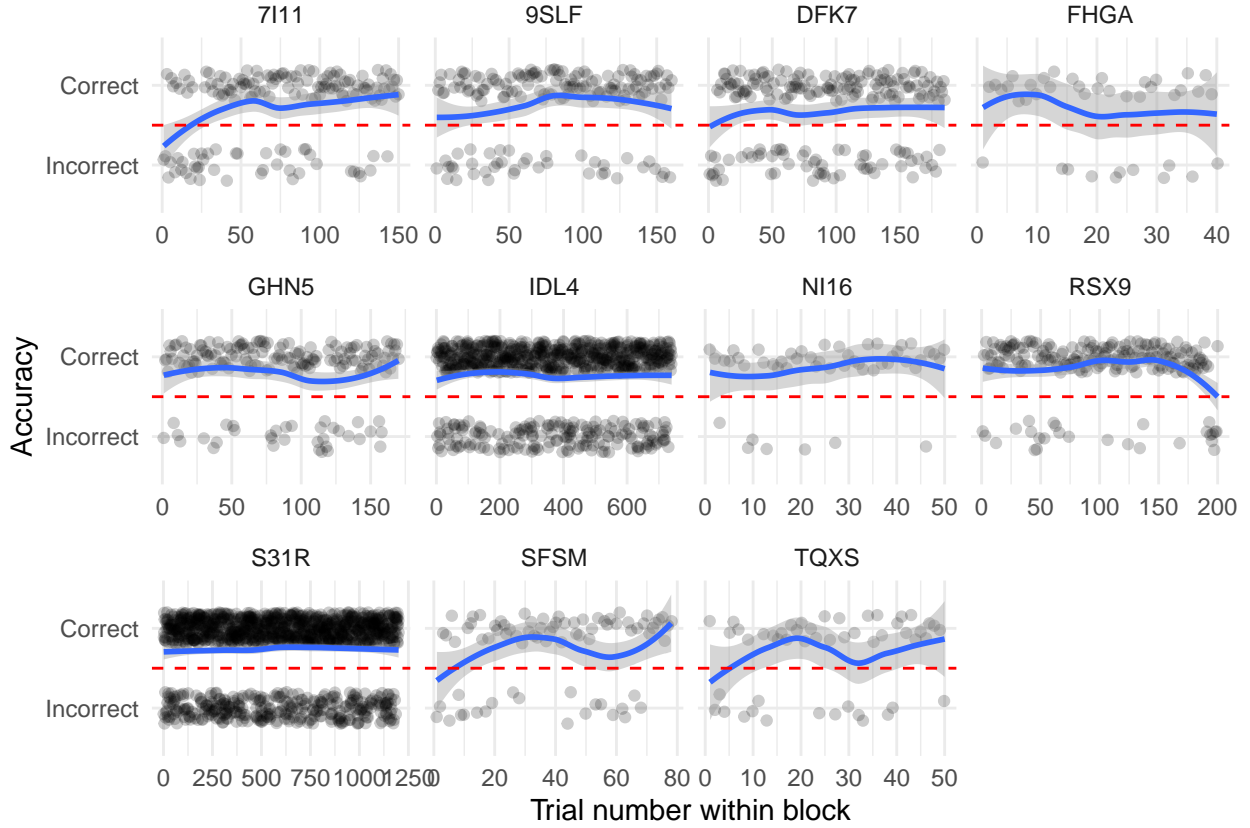 7I11 9SLF DFK7 FHGA
Correct
Incorrect
0 50 100 150 0 50 100 150 0 50 100 150 0 10 20 30 40
GHN5 IDL4 NI16 RSX9
Correct
Incorrect
0 50 100 150 0 200 400 600 0 10 20 30 40 50 0 50 100 150 200
S31R SFSM TQXS
Correct
Incorrect
0 250 500 750 1000 1250 0 20 40 60 80 0 10 20 30 40 50
Accuracy
Trial number within block